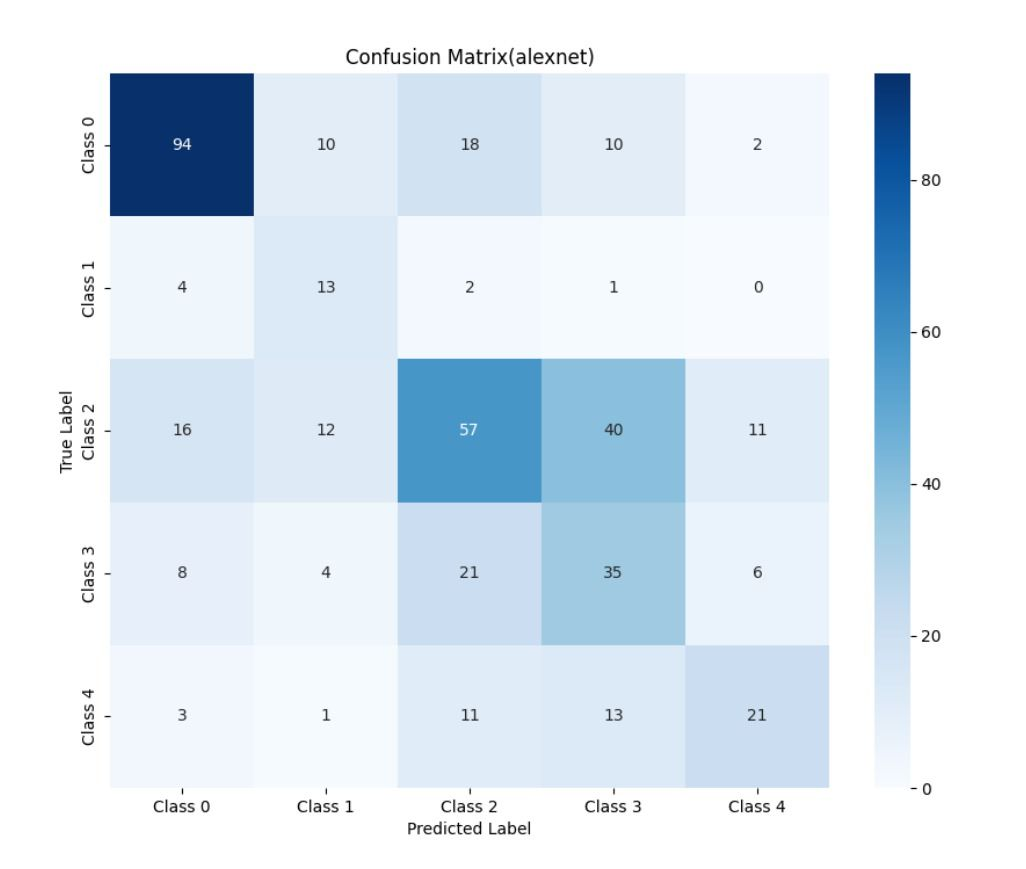 Confusion Matrix(alexnet)
Class 0
94 10 18 10 2
Class 1
4 13 2 1 0
True Label
Class 2
16 12 57 40 11
Class 3
8 4 21 35 6
Class 4
3 1 11 13 21
Class 0 Class 1 Class 2 Class 3 Class 4
Predicted Label
80
60
40
20
0